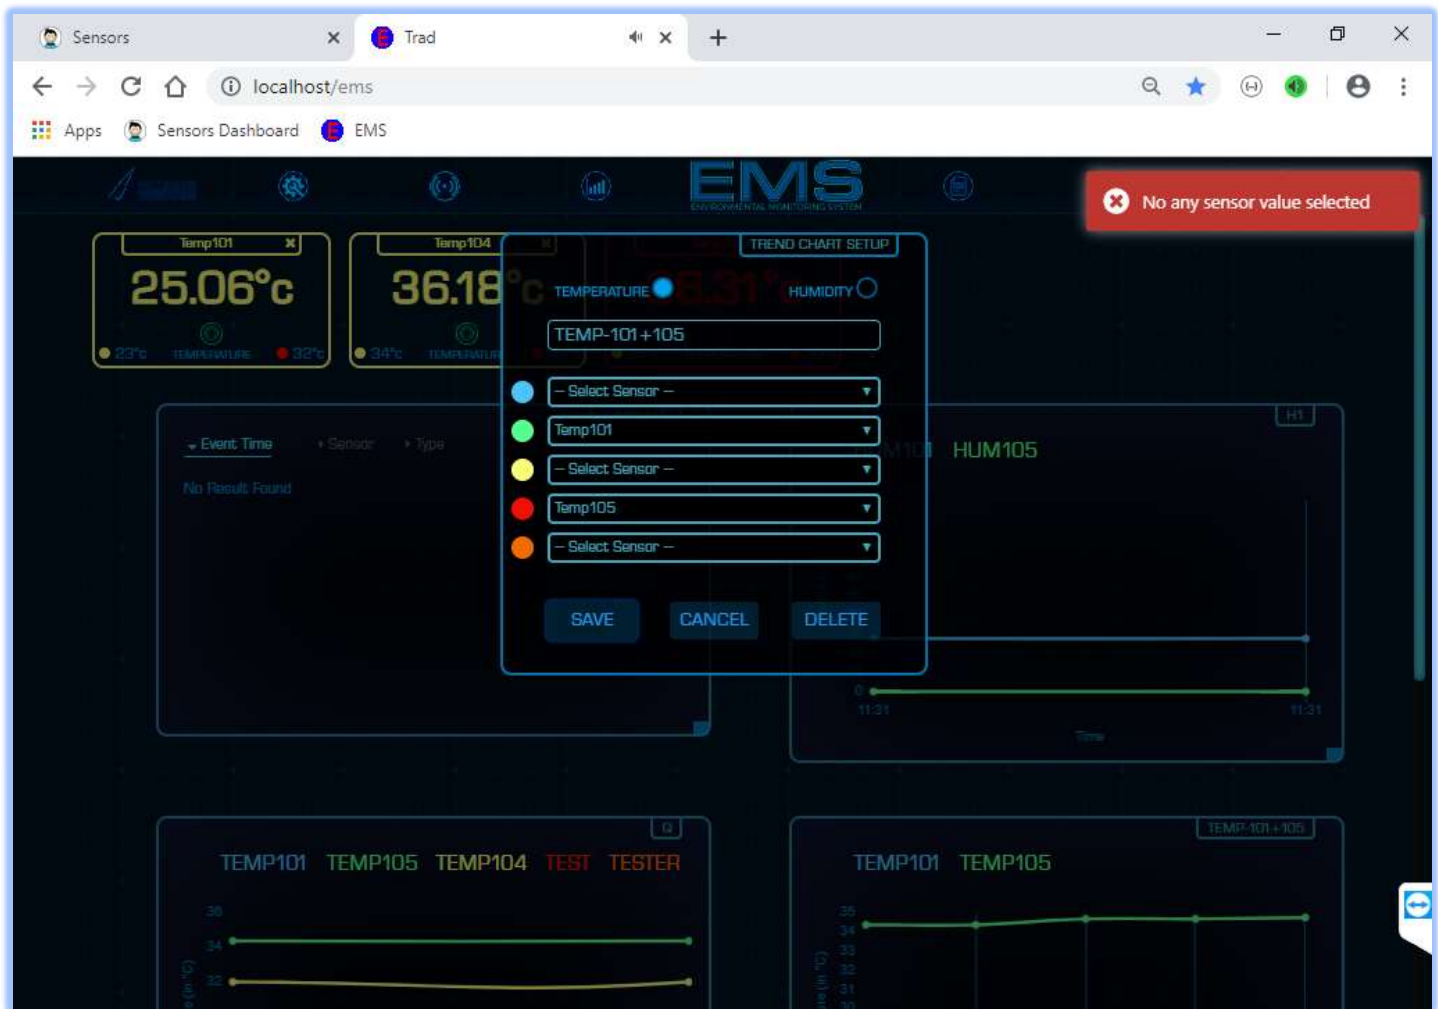 Sensors
Trad
localhost/ems
Apps
Sensors Dashboard
EMS
EMS
ENVIRONMENTAL MONITORING SYSTEM
No any sensor value selected
Temp101 x
25.06°c
23°c TEMPERATURE 32°c
Temp104 x
36.18°c
34°c TEMPERATUR
TREND CHART SETUP
TEMPERATURE
HUMIDITY
TEMP-101+105
– Select Sensor –
Temp101
– Select Sensor –
Temp105
– Select Sensor –
SAVE CANCEL DELETE
Event Time Sensor Type
No Result Found
H1
HUM105
0
11:31 11:31
Time
Q
TEMP101 TEMP105 TEMP104 TEST TESTER
36
34
32
e (in °C)
TEMP-101+105
TEMP101 TEMP105
35
34
33
32
31
30
ure (in °C)